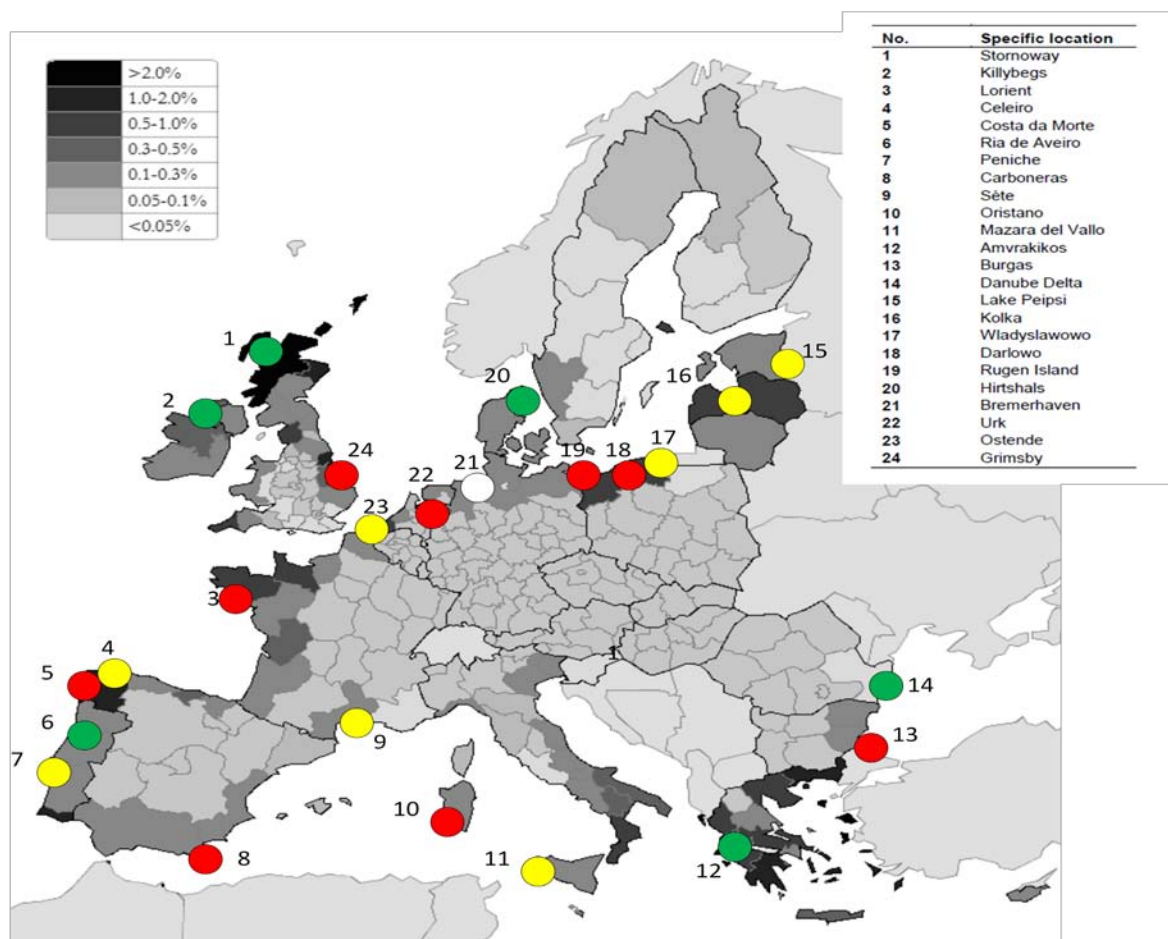 >2.0%
1.0-2.0%
0.5-1.0%
0.3-0.5%
0.1-0.3%
0.05-0.1%
<0.05%
No. Specific location
1 Stornoway
2 Killybegs
3 Lorient
4 Celeiro
5 Costa da Morte
6 Ria de Aveiro
7 Peniche
8 Carboneras
9 Sète
10 Oristano
11 Mazara del Vallo
12 Amvrakikos
13 Burgas
14 Danube Delta
15 Lake Peipsi
16 Kolka
17 Wladyslawowo
18 Darlowo
19 Rugen Island
20 Hirtshals
21 Bremerhaven
22 Urk
23 Ostende
24 Grimsby
1
2
20
16
15
24
22
21
19
18
17
23
3
4
5
6
7
9
8
10
11
1
14
13
12